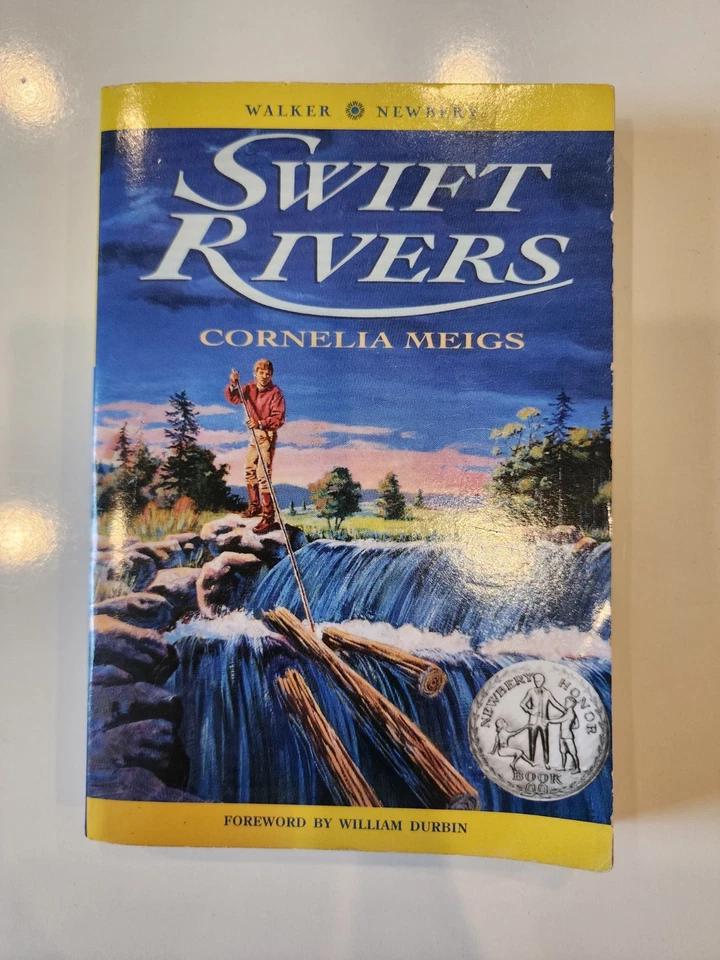 WALKER NEWBERY
SWIFT
RIVERS
CORNELIA MEIGS
NEWBERY HONOR
BOOK
FOREWORD BY WILLIAM DURBIN